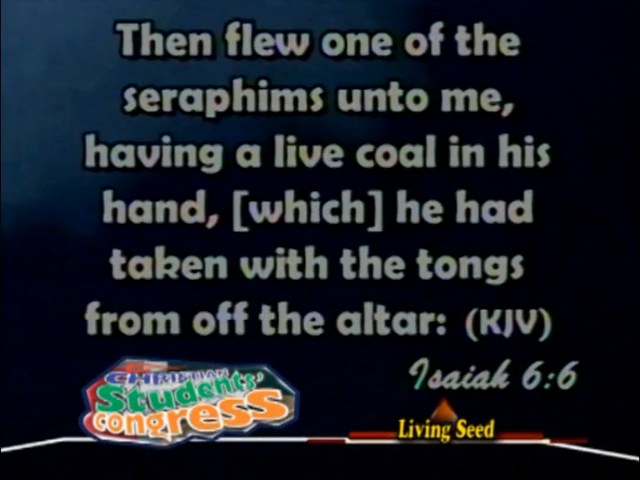 Then flew one of the
seraphims unto me,
having a live coal in his
hand, [which] he had
taken with the tongs
from off the altar: (KJV)
Isaiah 6:6
CHRISTIAN
Students'
Congress
Living Seed